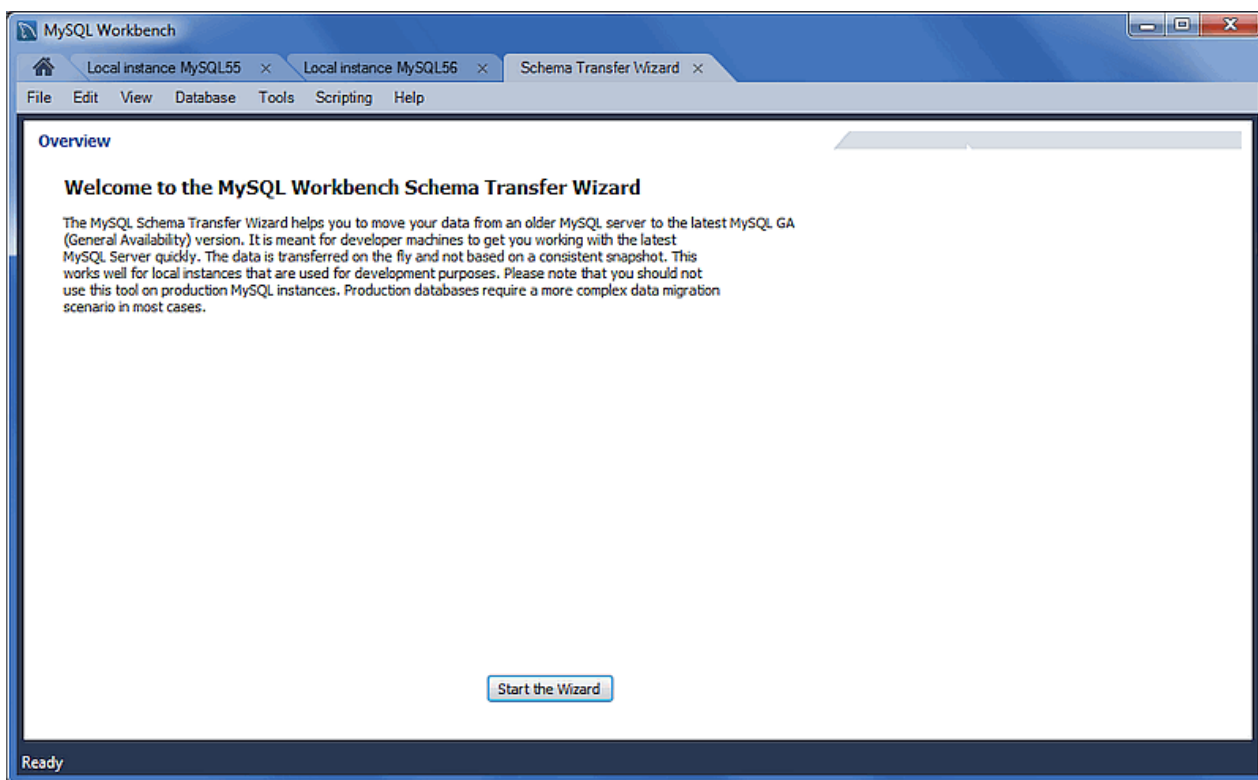 MySQL Workbench
Local instance MySQL55 × Local instance MySQL56 × Schema Transfer Wizard ×
File Edit View Database Tools Scripting Help
Overview
Welcome to the MySQL Workbench Schema Transfer Wizard
The MySQL Schema Transfer Wizard helps you to move your data from an older MySQL server to the latest MySQL GA
(General Availability) version. It is meant for developer machines to get you working with the latest
MySQL Server quickly. The data is transferred on the fly and not based on a consistent snapshot. This
works well for local instances that are used for development purposes. Please note that you should not
use this tool on production MySQL instances. Production databases require a more complex data migration
scenario in most cases.
Start the Wizard
Ready